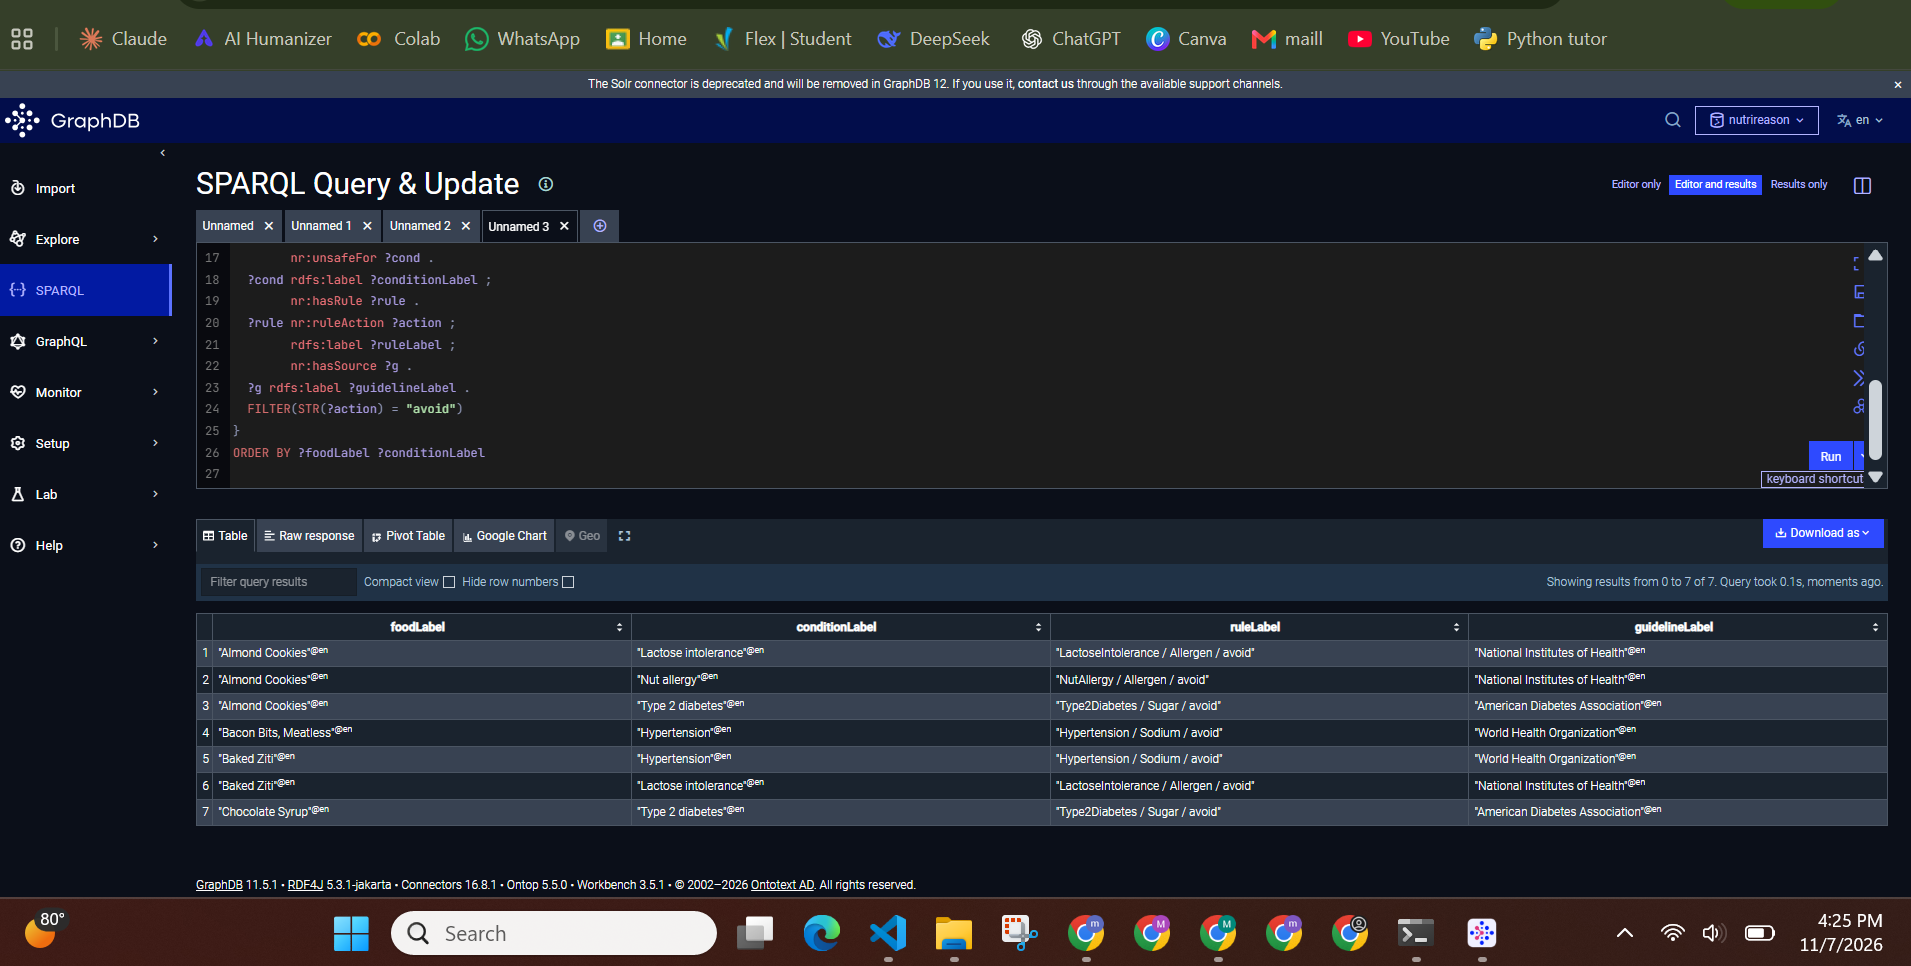 Claude
AI Humanizer
Colab
WhatsApp
Home
Flex | Student
DeepSeek
ChatGPT
Canva
maill
YouTube
Python tutor
The Solr connector is deprecated and will be removed in GraphDB 12. If you use it, contact us through the available support channels.
GraphDB
nutrireason
en
Import
Explore
SPARQL
GraphQL
Monitor
Setup
Lab
Help
SPARQL Query & Update
Editor only
Editor and results
Results only
Unnamed
Unnamed 1
Unnamed 2
Unnamed 3
17 nr:unsafeFor ?cond .
18 ?cond rdfs:label ?conditionLabel ;
19 nr:hasRule ?rule .
20 ?rule nr:ruleAction ?action ;
21 rdfs:label ?ruleLabel ;
22 nr:hasSource ?g .
23 ?g rdfs:label ?guidelineLabel .
24 FILTER(STR(?action) = "avoid")
25 }
26 ORDER BY ?foodLabel ?conditionLabel
27
Run
keyboard shortcut
Table
Raw response
Pivot Table
Google Chart
Geo
Download as
Filter query results
Compact view
Hide row numbers
Showing results from 0 to 7 of 7. Query took 0.1s, moments ago.
foodLabel conditionLabel ruleLabel guidelineLabel
1 "Almond Cookies"@en "Lactose intolerance"@en "LactoseIntolerance / Allergen / avoid" "National Institutes of Health"@en
2 "Almond Cookies"@en "Nut allergy"@en "NutAllergy / Allergen / avoid" "National Institutes of Health"@en
3 "Almond Cookies"@en "Type 2 diabetes"@en "Type2Diabetes / Sugar / avoid" "American Diabetes Association"@en
4 "Bacon Bits, Meatless"@en "Hypertension"@en "Hypertension / Sodium / avoid" "World Health Organization"@en
5 "Baked Ziti"@en "Hypertension"@en "Hypertension / Sodium / avoid" "World Health Organization"@en
6 "Baked Ziti"@en "Lactose intolerance"@en "LactoseIntolerance / Allergen / avoid" "National Institutes of Health"@en
7 "Chocolate Syrup"@en "Type 2 diabetes"@en "Type2Diabetes / Sugar / avoid" "American Diabetes Association"@en
GraphDB 11.5.1 • RDF4J 5.3.1-jakarta • Connectors 16.8.1 • Ontop 5.5.0 • Workbench 3.5.1 • © 2002–2026 Ontotext AD. All rights reserved.
80°
Search
4:25 PM
11/7/2026